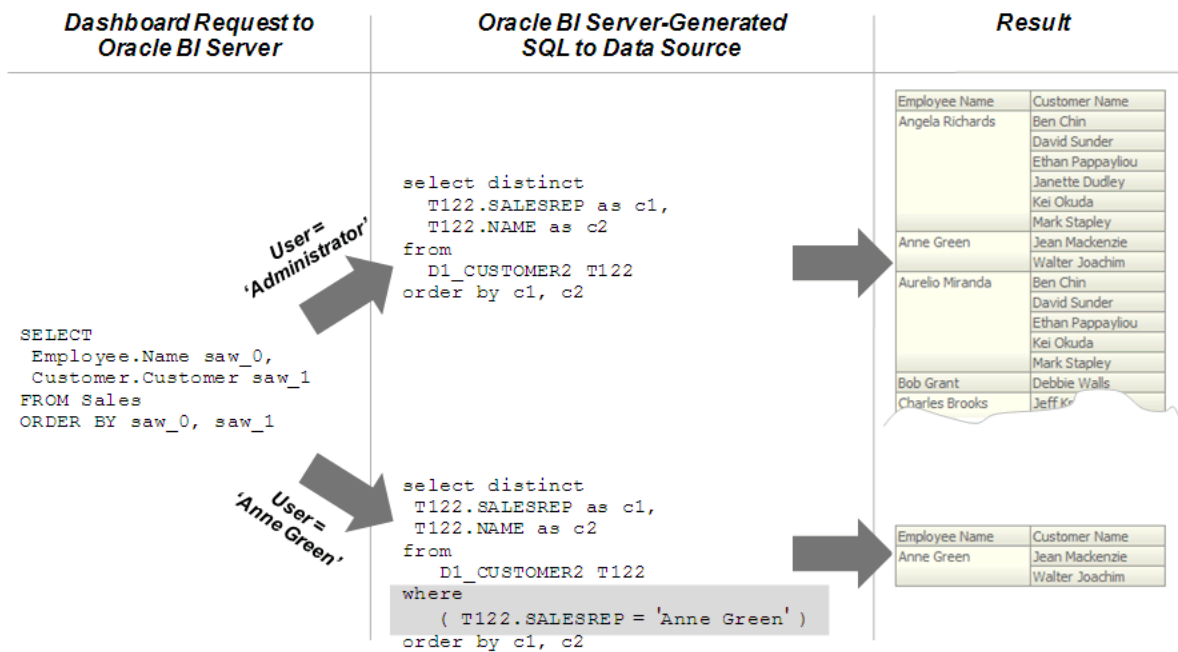 Dashboard Request to
Oracle BI Server
Oracle BI Server-Generated
SQL to Data Source
Result
SELECT
Employee.Name saw_0,
Customer.Customer saw_1
FROM Sales
ORDER BY saw_0, saw_1
User =
'Administrator'
select distinct
T122.SALESREP as c1,
T122.NAME as c2
from
D1_CUSTOMER2 T122
order by c1, c2
Employee Name Customer Name
Angela Richards Ben Chin
David Sunder
Ethan Pappayliou
Janette Dudley
Kei Okuda
Mark Stapley
Anne Green Jean Mackenzie
Walter Joachim
Aurelio Miranda Ben Chin
David Sunder
Ethan Pappayliou
Kei Okuda
Mark Stapley
Bob Grant Debbie Walls
Charles Brooks Jeff
User =
'Anne Green'
select distinct
T122.SALESREP as c1,
T122.NAME as c2
from
D1_CUSTOMER2 T122
where
( T122.SALESREP = 'Anne Green' )
order by c1, c2
Employee Name Customer Name
Anne Green Jean Mackenzie
Walter Joachim